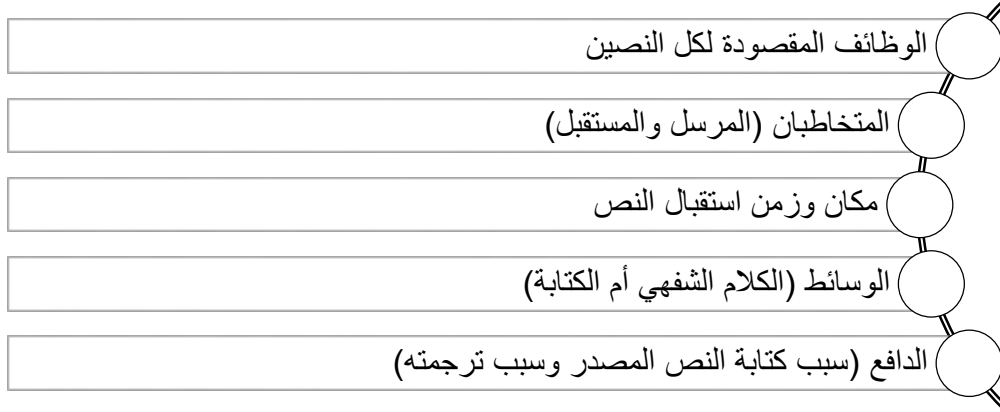 الوظائف المقصودة لكل النصين
المتخاطبان (المرسل والمستقبل)
مكان وزمن استقبال النص
الوسائط (الكلام الشفهي أم الكتابة)
الدافع (سبب كتابة النص المصدر وسبب ترجمته)